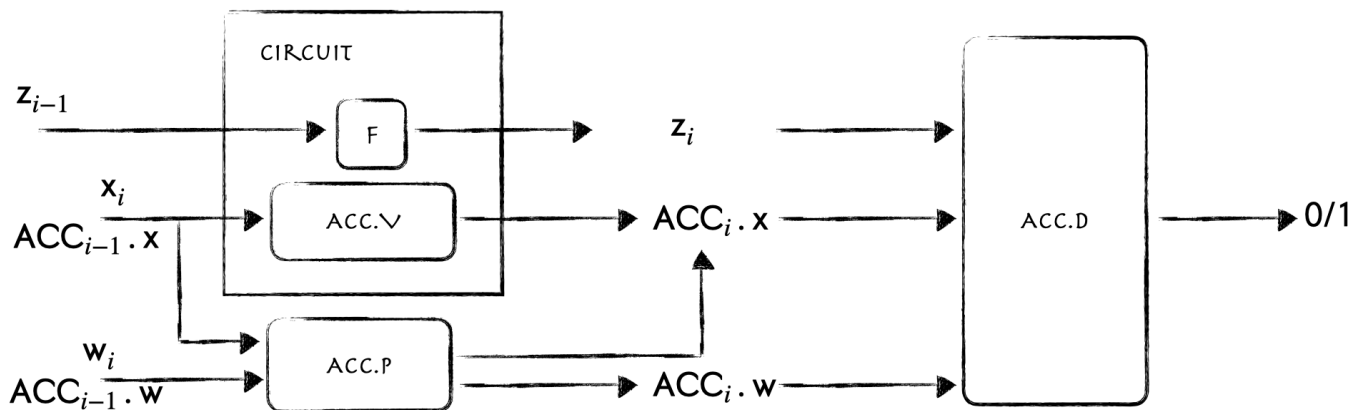 CIRCUIT
z_{i−1}
F
z_i
x_i
ACC_{i−1}.x
ACC.V
ACC_i.x
ACC.D
0/1
w_i
ACC_{i−1}.w
ACC.P
ACC_i.w